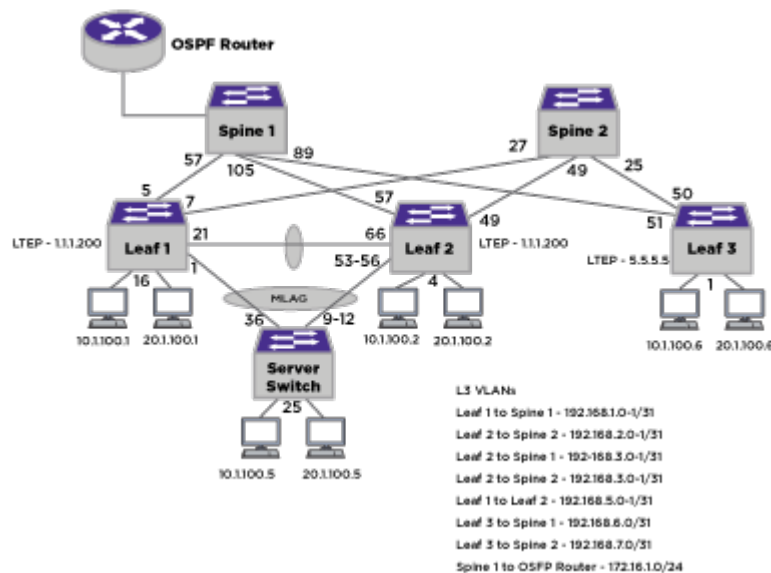 OSPF Router
Spine 1
Spine 2
57
105
89
27
49
25
5
7
57
49
50
51
LTEP - 1.1.1.200
Leaf 1
21
66
Leaf 2
LTEP - 1.1.1.200
Leaf 3
LTEP - 5.5.5.5
16
1
53-56
4
1
MLAG
10.1.100.1
20.1.100.1
36
9-12
10.1.100.2
20.1.100.2
10.1.100.6
20.1.100.6
Server
Switch
25
10.1.100.5
20.1.100.5
L3 VLANs
Leaf 1 to Spine 1 - 192.168.1.0-1/31
Leaf 2 to Spine 2 - 192.168.2.0-1/31
Leaf 2 to Spine 1 - 192-168.3.0-1/31
Leaf 2 to Spine 2 - 192.168.3.0-1/31
Leaf 1 to Leaf 2 - 192.168.5.0-1/31
Leaf 3 to Spine 1 - 192.168.6.0/31
Leaf 3 to Spine 2 - 192.168.7.0/31
Spine 1 to OSFP Router - 172.16.1.0/24